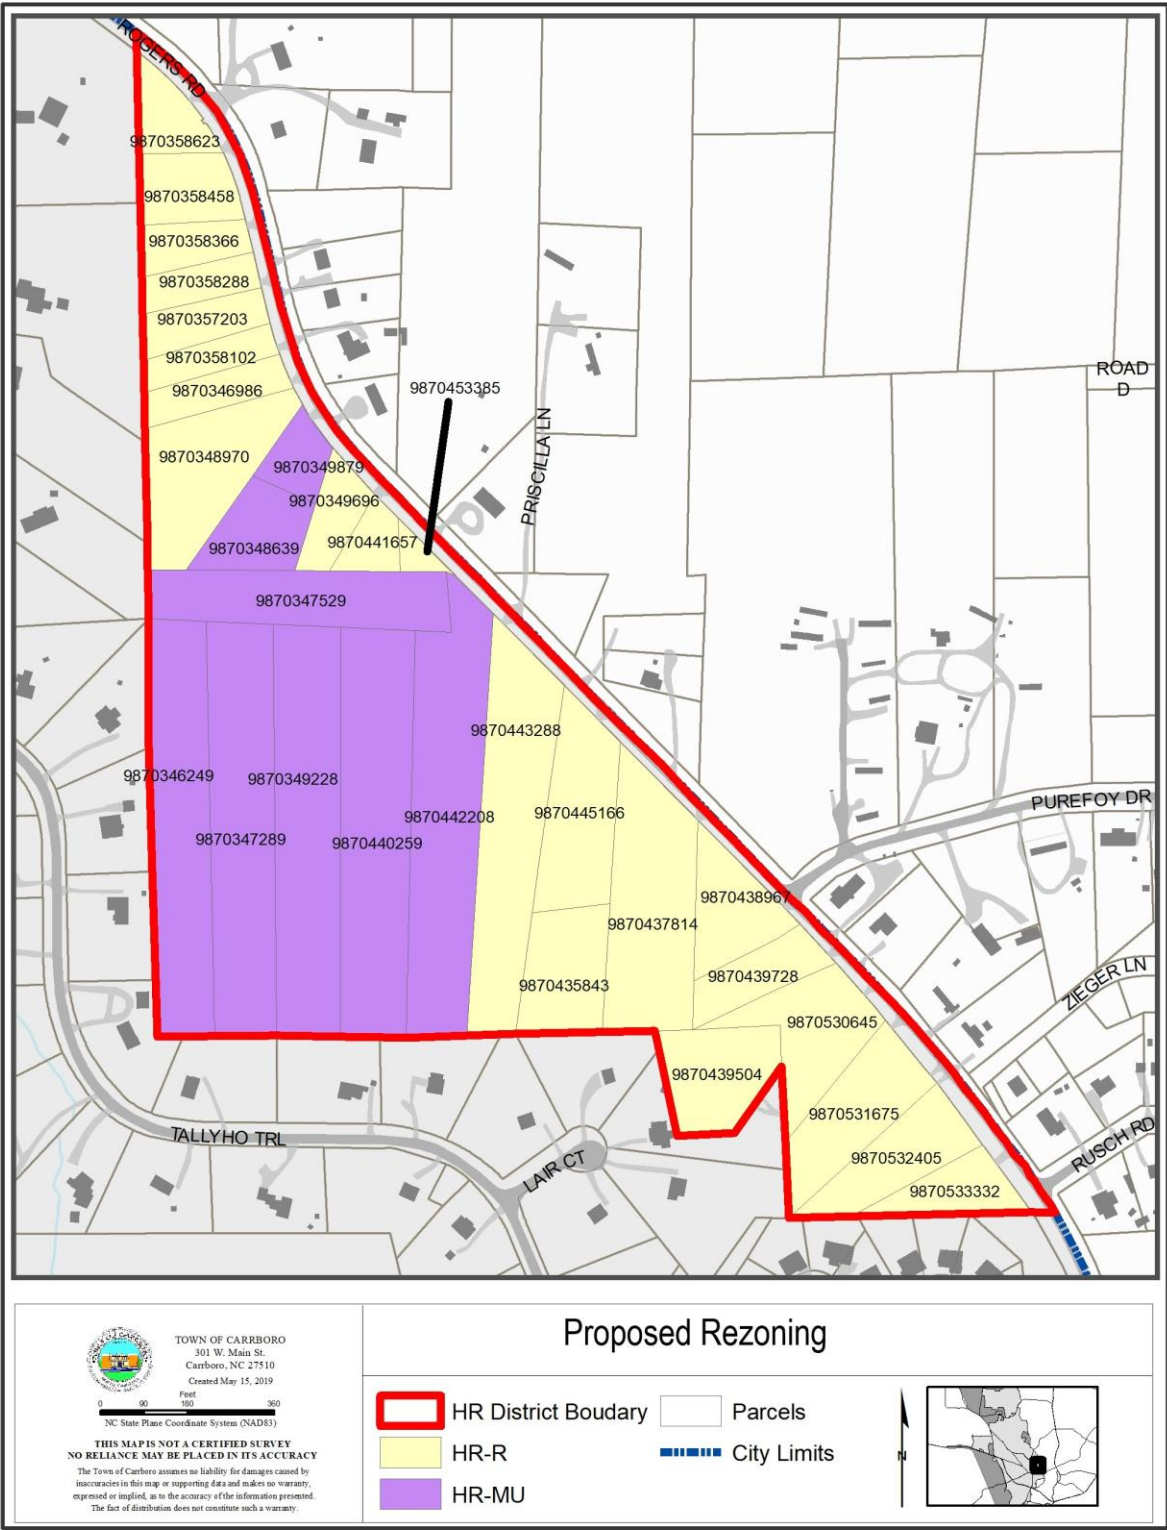 ROGERS RD
9870358623
9870358458
9870358366
9870358288
9870357203
9870358102
9870346986
9870453385
ROAD
D
9870348970
9870349879
9870349696
PRISCILLA LN
9870441657
9870348639
9870347529
9870443288
9870346249
9870349228
9870445166
9870442208
9870347289
9870440259
PUREFOY DR
9870438967
9870437814
9870439728
9870435843
ZIEGER LN
9870530645
9870439504
9870531675
TALLYHO TRL
LAIR CT
9870532405
RUSCH RD
9870533332
TOWN OF CARRBORO
301 W. Main St.
Carrboro, NC 27510
Created May 15, 2019
Feet
0 90 180 360
NC State Plane Coordinate System (NAD83)
THIS MAP IS NOT A CERTIFIED SURVEY
NO RELIANCE MAY BE PLACED IN ITS ACCURACY
The Town of Carrboro assumes no liability for damages caused by
inaccuracies in this map or supporting data and makes no warranty,
expressed or implied, as to the accuracy of the information presented.
The fact of distribution does not constitute such a warranty.
Proposed Rezoning
HR District Boudary
Parcels
HR-R
City Limits
HR-MU
N